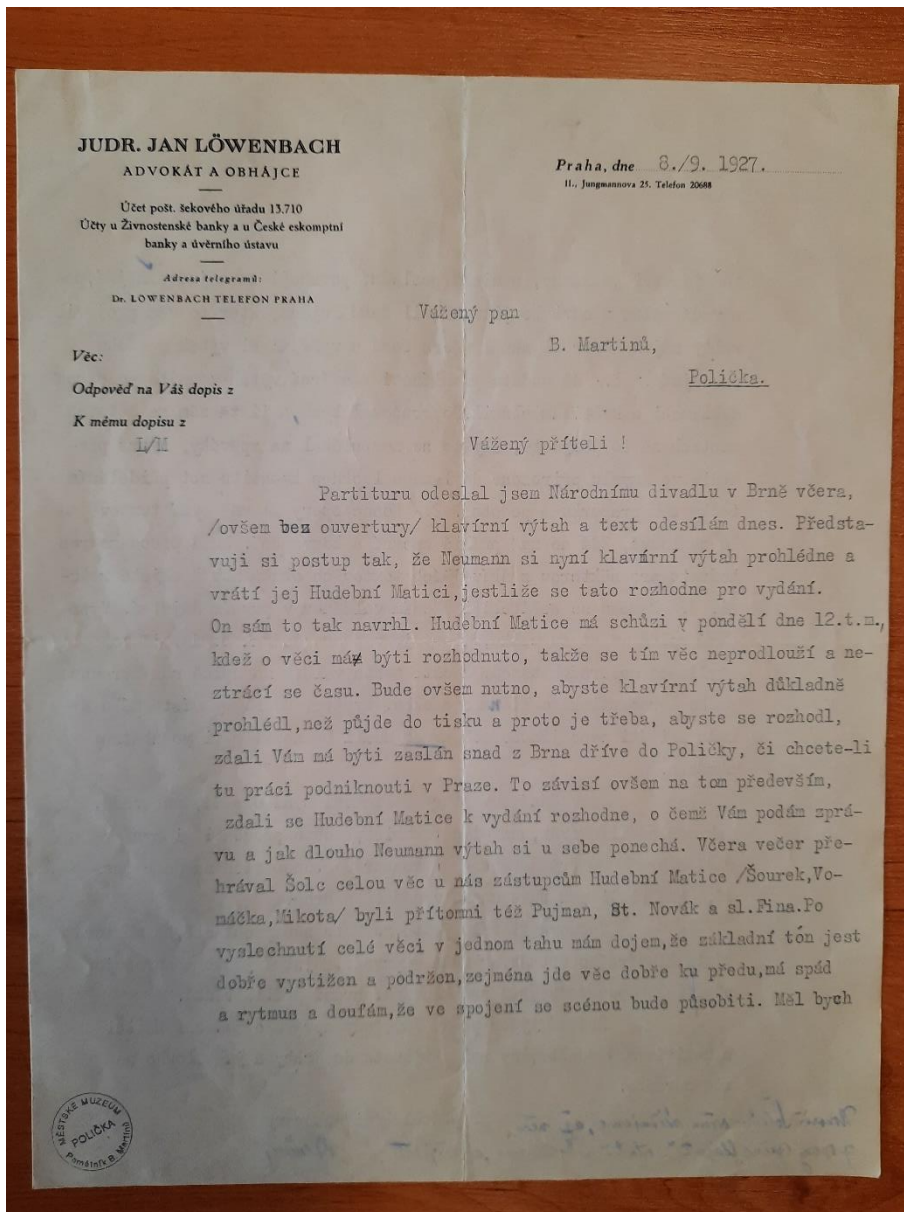 JUDR. JAN LÖWENBACH
ADVOKÁT A OBHÁJCE
Účet pošt. šekového úřadu 13.710
Účty u Živnostenské banky a u České eskomptní
banky a úvěrního ústavu
Adresa telegramů:
Dr. LÖWENBACH TELEFON PRAHA
Praha, dne 8./9. 1927.
II., Jungmannova 25. Telefon 20688
Vážený pan
B. Martinů,
Polička.
Věc:
Odpověď na Váš dopis z
K mému dopisu z
L/M
Vážený příteli !
Partituru odeslal jsem Národnímu divadlu v Brně včera,
/ovšem bez ouvertury/ klavírní výtah a text odesílám dnes. Předsta-
vuji si postup tak, že Neumann si nyní klavírní výtah prohlédne a
vrátí jej Hudební Matici,jestliže se tato rozhodne pro vydání.
On sám to tak navrhl. Hudební Matice má schůzi v pondělí dne 12.t.m.,
kdež o věci má býti rozhodnuto, takže se tím věc neprodlouží a ne-
ztrácí se času. Bude ovšem nutno, abyste klavírní výtah důkladně
prohlédl,než půjde do tisku a proto je třeba, abyste se rozhodl,
zdali Vám má býti zaslán snad z Brna dříve do Poličky, či chcete-li
tu práci podniknouti v Praze. To závisí ovšem na tom především,
zdali se Hudební Matice k vydání rozhodne, o čemž Vám podám zprá-
vu a jak dlouho Neumann výtah si u sebe ponechá. Včera večer pře-
hrával Šolc celou věc u nás zástupcům Hudební Matice /Šourek,Vo-
máčka,Mikota/ byli přítomni též Pujman, St. Novák a sl.Fina.Po
vyslechnutí celé věci v jednom tahu mám dojem,že základní tón jest
dobře vystižen a podržen,zejména jde věc dobře ku předu,má spád
a rytmus a doufám,že ve spojení se scénou bude působiti. Měl bych
MĚSTSKÉ MUZEUM
POLIČKA
Památník B. Martinů